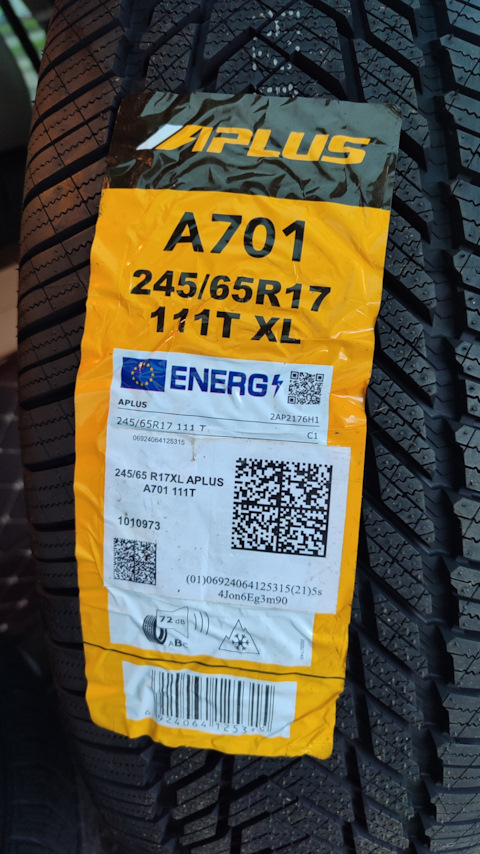 APLUS
A701
245/65R17
111T XL
ENERG
APLUS 2AP2176H1
245/65R17 111 T C1
06924064125315
245/65 R17XL APLUS
A701 111T
1010973
(01)06924064125315(21)5s
4Jon6Eg3m90
72 dB
ABC